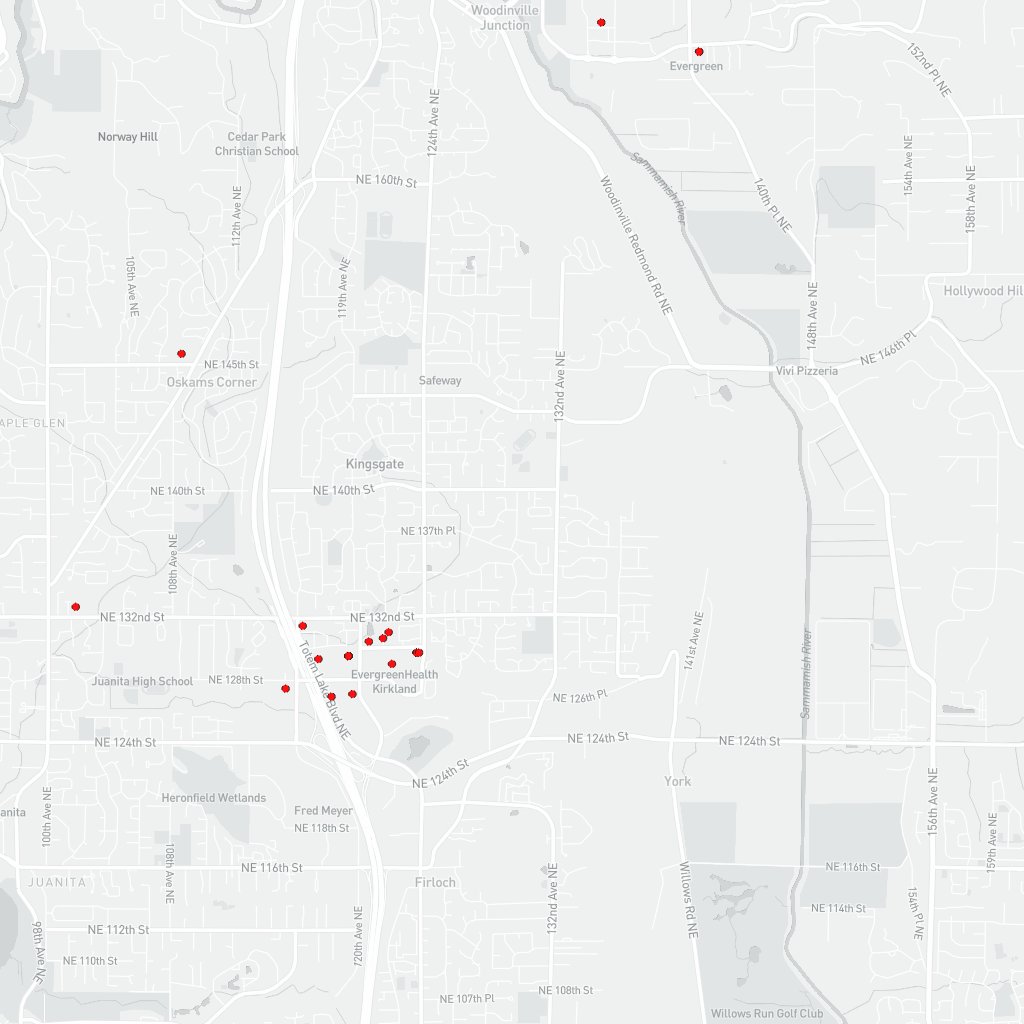 Woodinville
Junction
Evergreen
152nd Pl NE
124th Ave NE
Norway Hill
Cedar Park
Christian School
NE 160th St
Sammamish River
154th Ave NE
140th Pl NE
158th Ave NE
112th Ave NE
Woodinville Redmond Rd NE
105th Ave NE
119th Ave NE
Hollywood Hil
148th Ave NE
NE 146th Pl
NE 145th St
Oskams Corner
Safeway
132nd Ave NE
Vivi Pizzeria
APLE GLEN
Kingsgate
NE 140th St
NE 140th St
NE 137th Pl
108th Ave NE
NE 132nd St
NE 132nd St
141st Ave NE
Sammamish River
Totem Lake Blvd NE
Juanita High School
NE 128th St
EvergreenHealth
Kirkland
NE 126th Pl
NE 124th St
NE 124th St
NE 124th St
NE 124th St
York
Heronfield Wetlands
Fred Meyer
NE 118th St
anita
100th Ave NE
156th Ave NE
159th Ave NE
108th Ave NE
NE 116th St
NE 116th St
JUANITA
Firloch
132nd Ave NE
Willows Rd NE
154th Pl NE
NE 114th St
98th Ave NE
NE 112th St
120th Ave NE
NE 110th St
NE 107th Pl
NE 108th St
Willows Run Golf Club